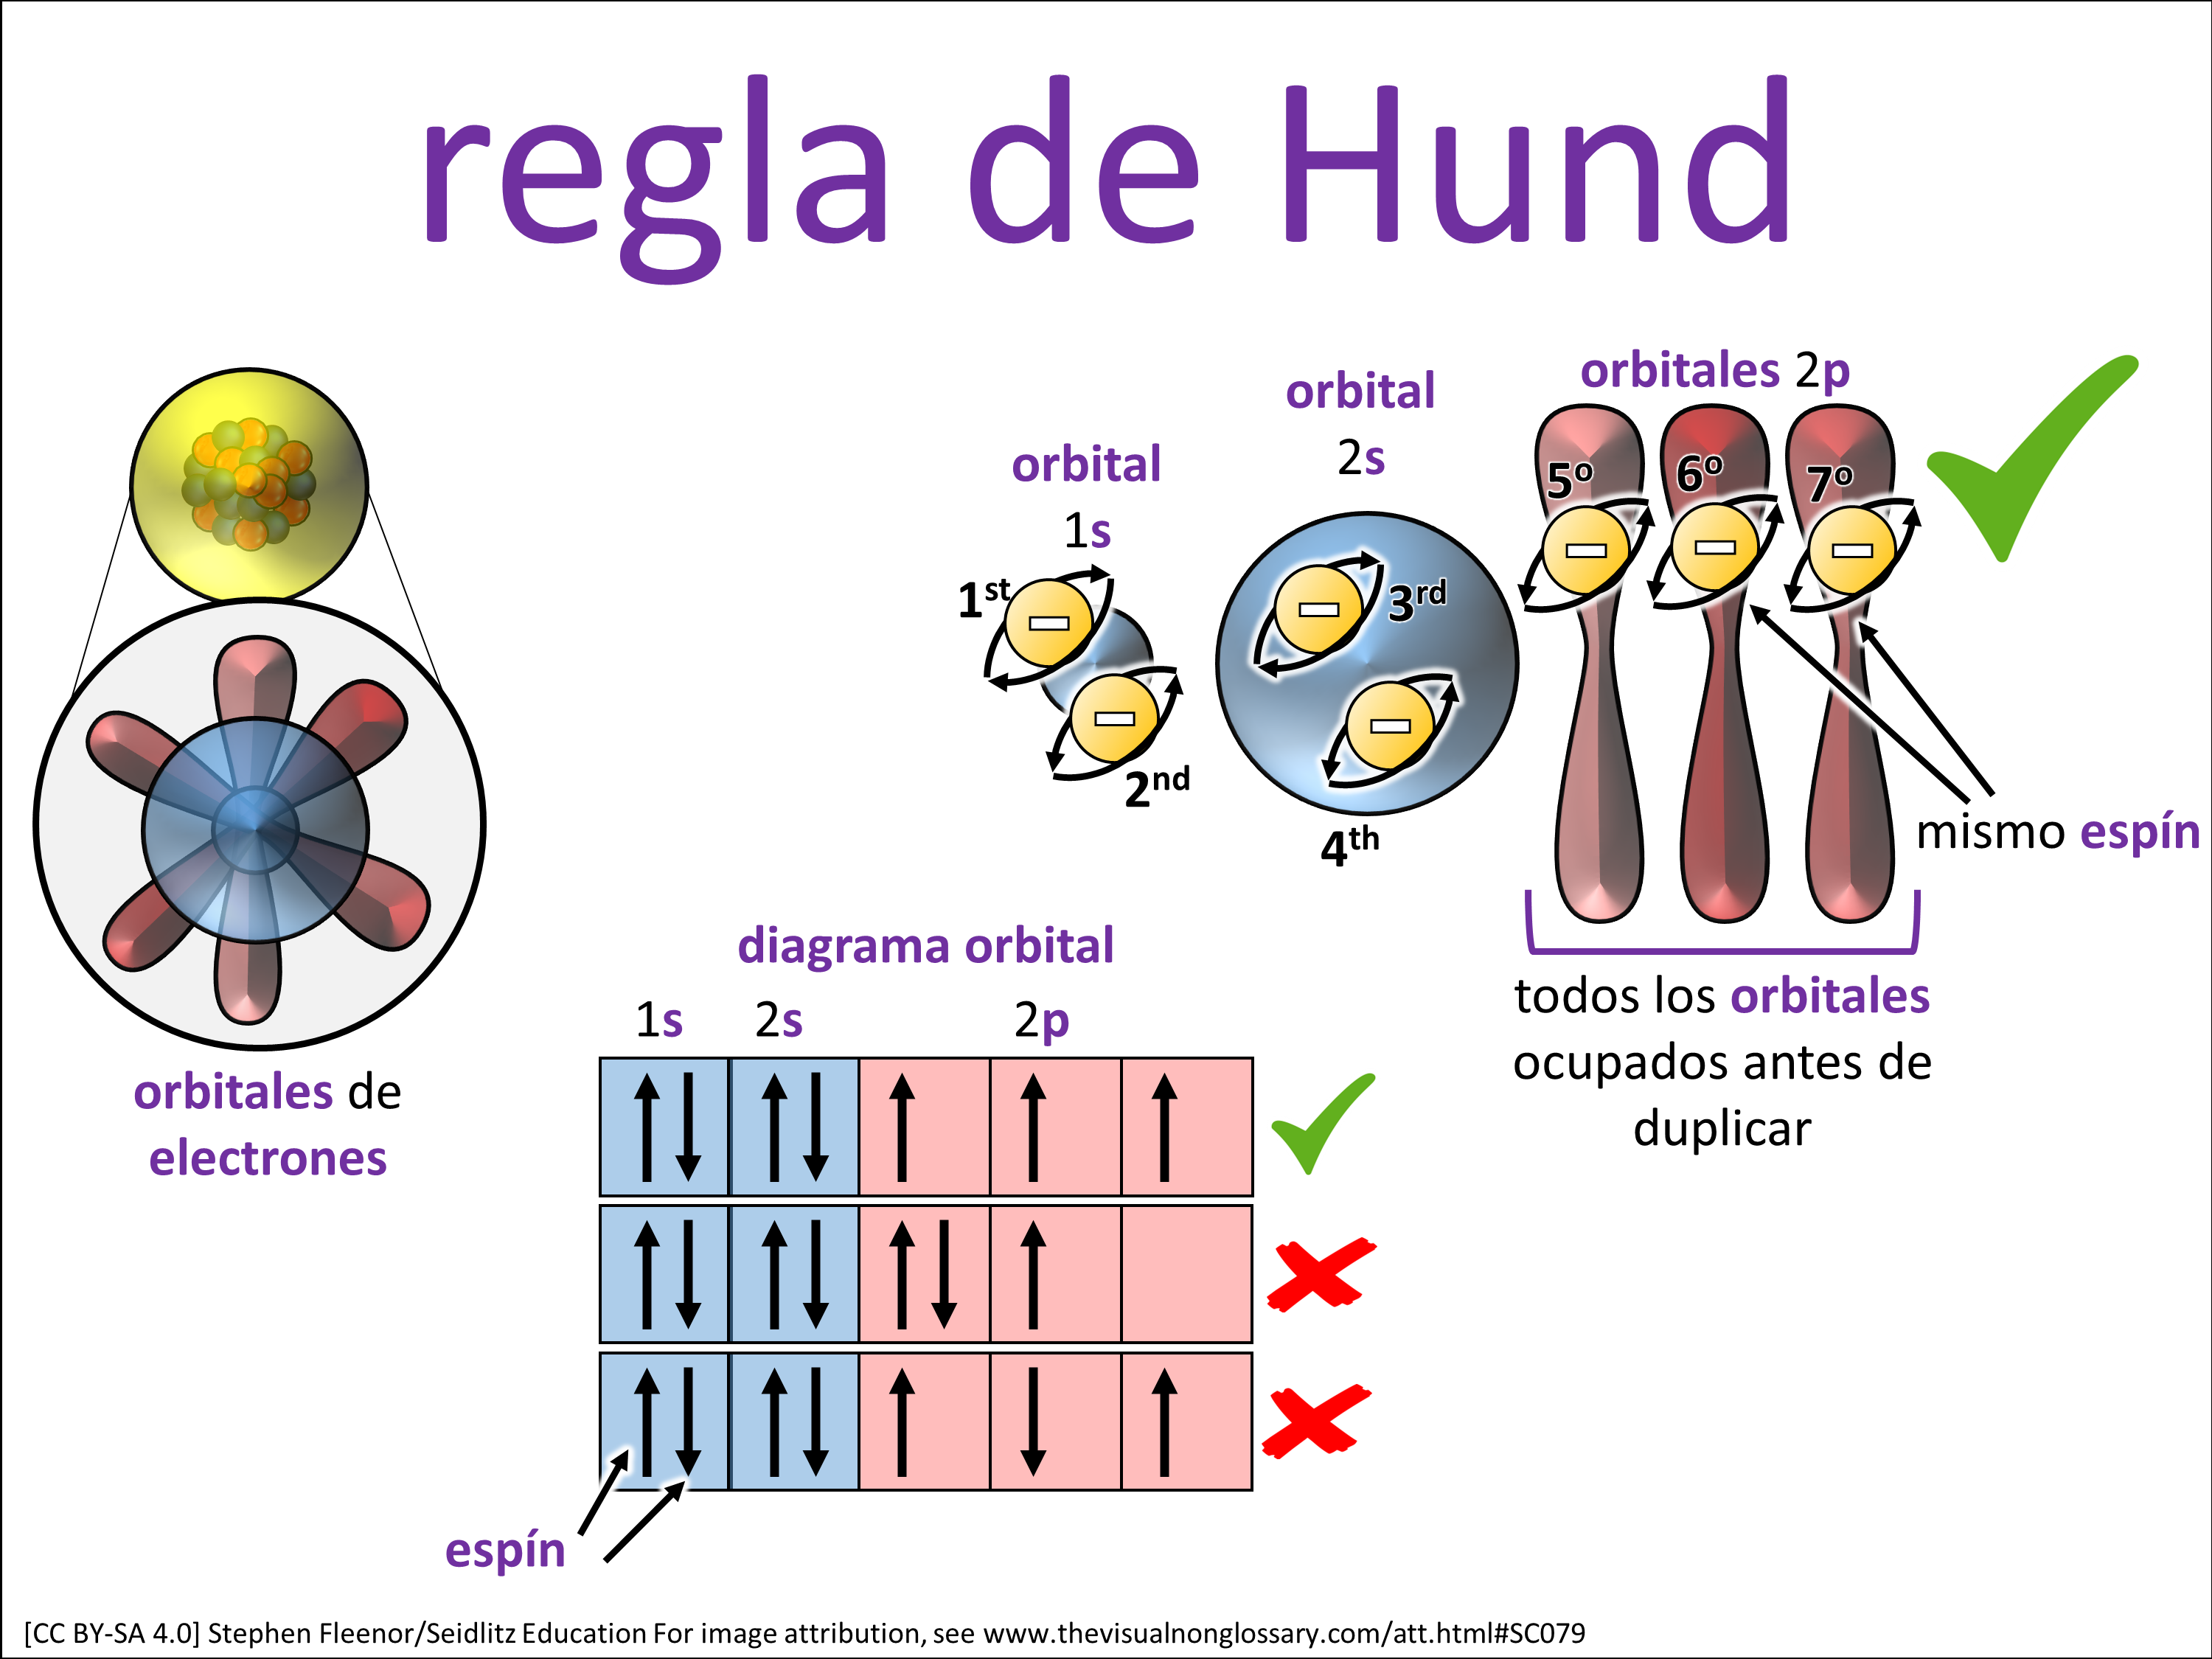 regla de Hund
orbitales de
electrones
orbital
1s
1st
2nd
orbital
2s
3rd
4th
orbitales 2p
5º
6º
7º
mismo espín
todos los orbitales
ocupados antes de
duplicar
diagrama orbital
1s 2s 2p
espín
[CC BY-SA 4.0] Stephen Fleenor/Seidlitz Education For image attribution, see www.thevisualnonglossary.com/att.html#SC079